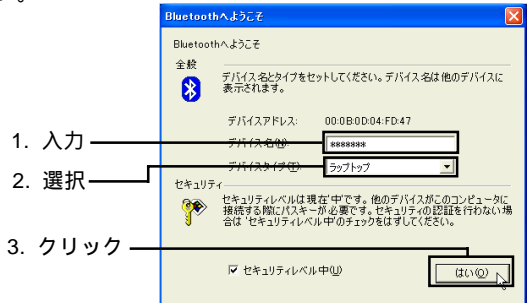 Bluetoothへようこそ
Bluetoothへようこそ
全般
デバイス名とタイプをセットしてください。デバイス名は他のデバイスに
表示されます。
デバイスアドレス: 00:0B:0D:04:FD:47
1. 入力
デバイス名(N): *******
2. 選択
デバイスタイプ(T): ラップトップ
セキュリティ
セキュリティレベルは現在'中'です。他のデバイスがこのコンピュータに
接続する際にパスキーが必要です。セキュリティの認証を行わない場
合は'セキュリティレベル中'のチェックをはずしてください。
3. クリック
セキュリティレベル中(U) はい(O)